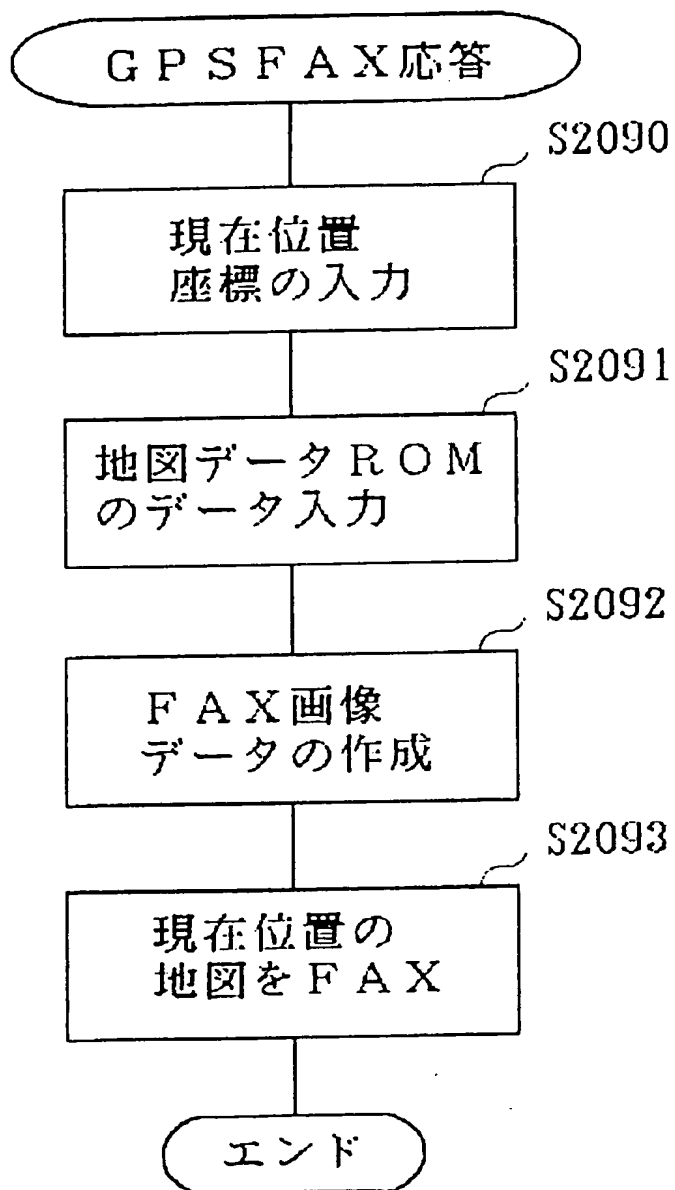 ＧＰＳＦＡＸ応答
S2090
現在位置
座標の入力
S2091
地図データＲＯＭ
のデータ入力
S2092
ＦＡＸ画像
データの作成
S2093
現在位置の
地図をＦＡＸ
エンド